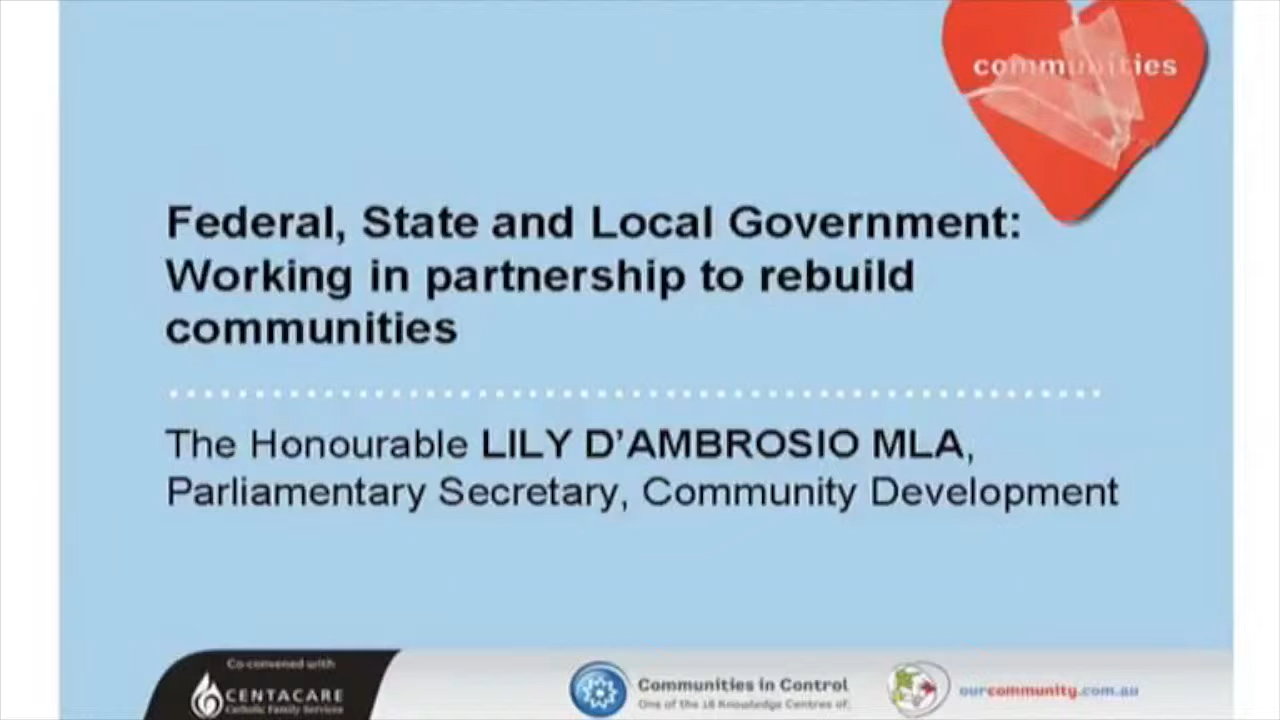 communities
Federal, State and Local Government:
Working in partnership to rebuild
communities
The Honourable LILY D'AMBROSIO MLA,
Parliamentary Secretary, Community Development
Co-convened with
CENTACARE
Catholic Family Services
Communities in Control
One of the 18 Knowledge Centres of:
ourcommunity.com.au